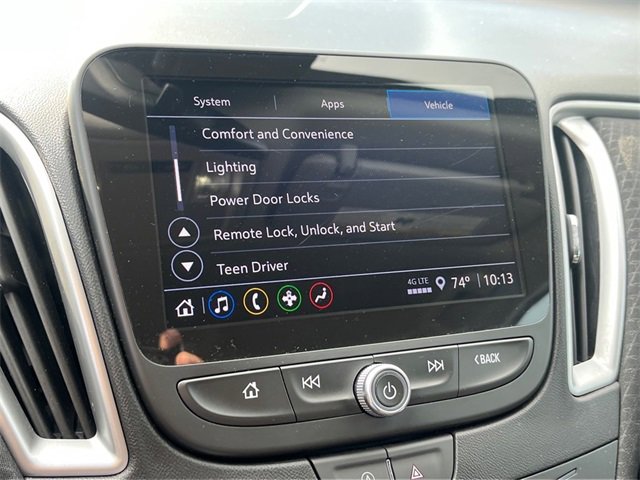 System Apps Vehicle
Comfort and Convenience
Lighting
Power Door Locks
Remote Lock, Unlock, and Start
Teen Driver
4G LTE 74° 10:13
BACK